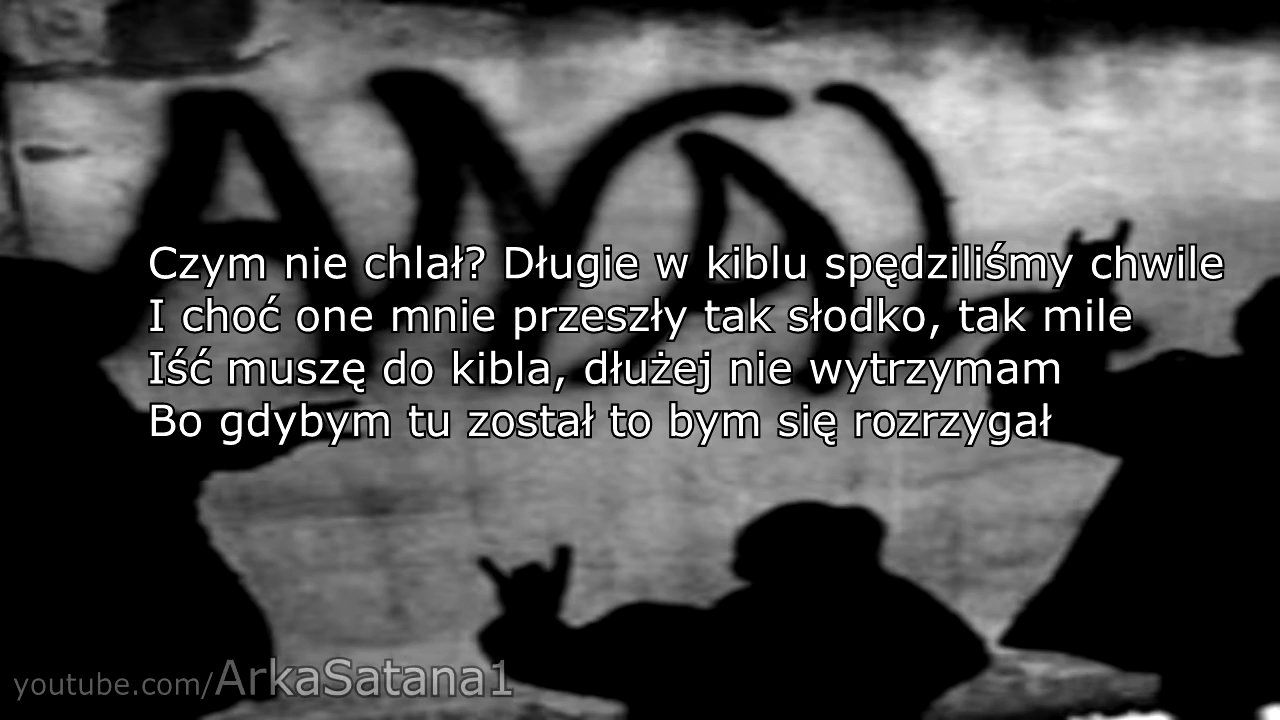 Czym nie chlał? Długie w kiblu spędziliśmy chwile
I choć one mnie przeszły tak słodko, tak mile
Iść muszę do kibla, dłużej nie wytrzymam
Bo gdybym tu został to bym się rozrzygał
youtube.com/ArkaSatana1